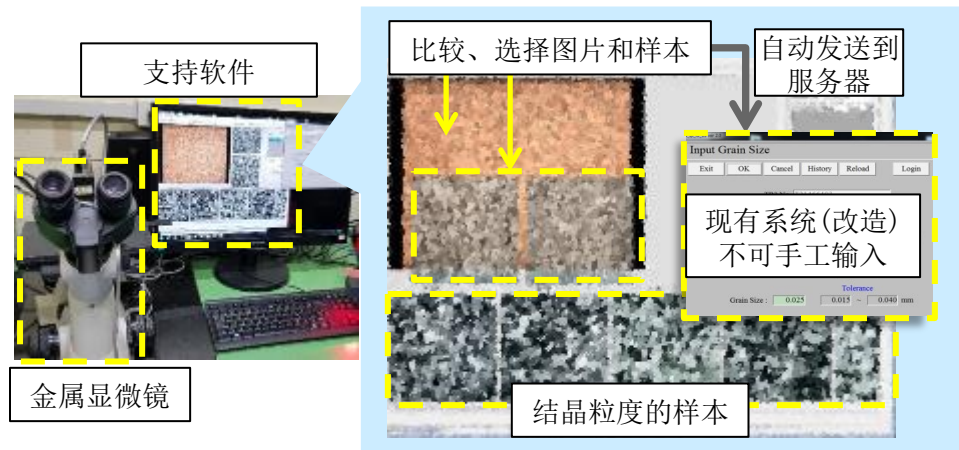 支持软件
比较、选择图片和样本
自动发送到
服务器
Input Grain Size
Exit OK Cancel History Reload Login
现有系统(改造)
不可手工输入
Tolerance
Grain Size : 0.025 0.015 ~ 0.040 mm
金属显微镜
结晶粒度的样本